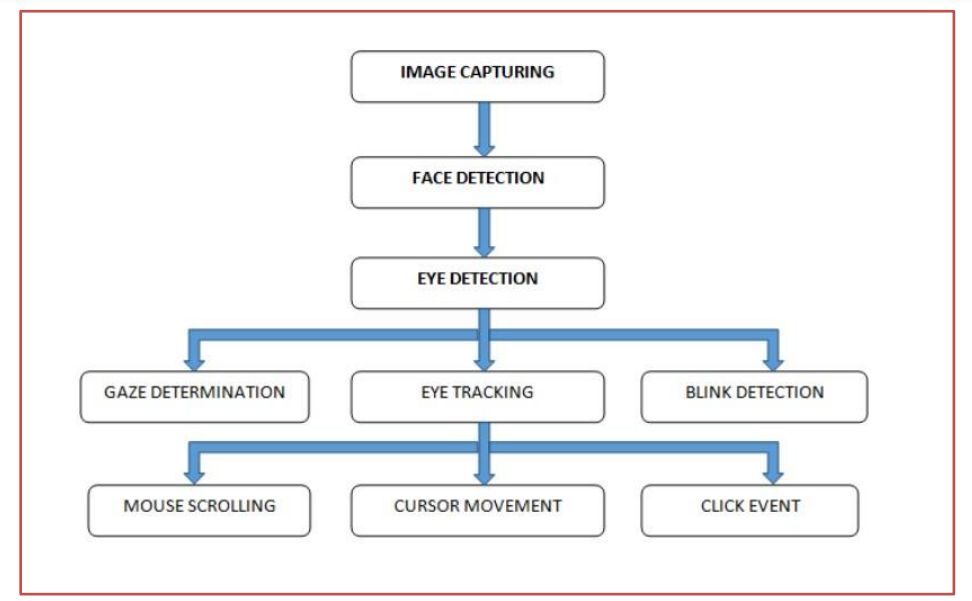 IMAGE CAPTURING
FACE DETECTION
EYE DETECTION
GAZE DETERMINATION
EYE TRACKING
BLINK DETECTION
MOUSE SCROLLING
CURSOR MOVEMENT
CLICK EVENT